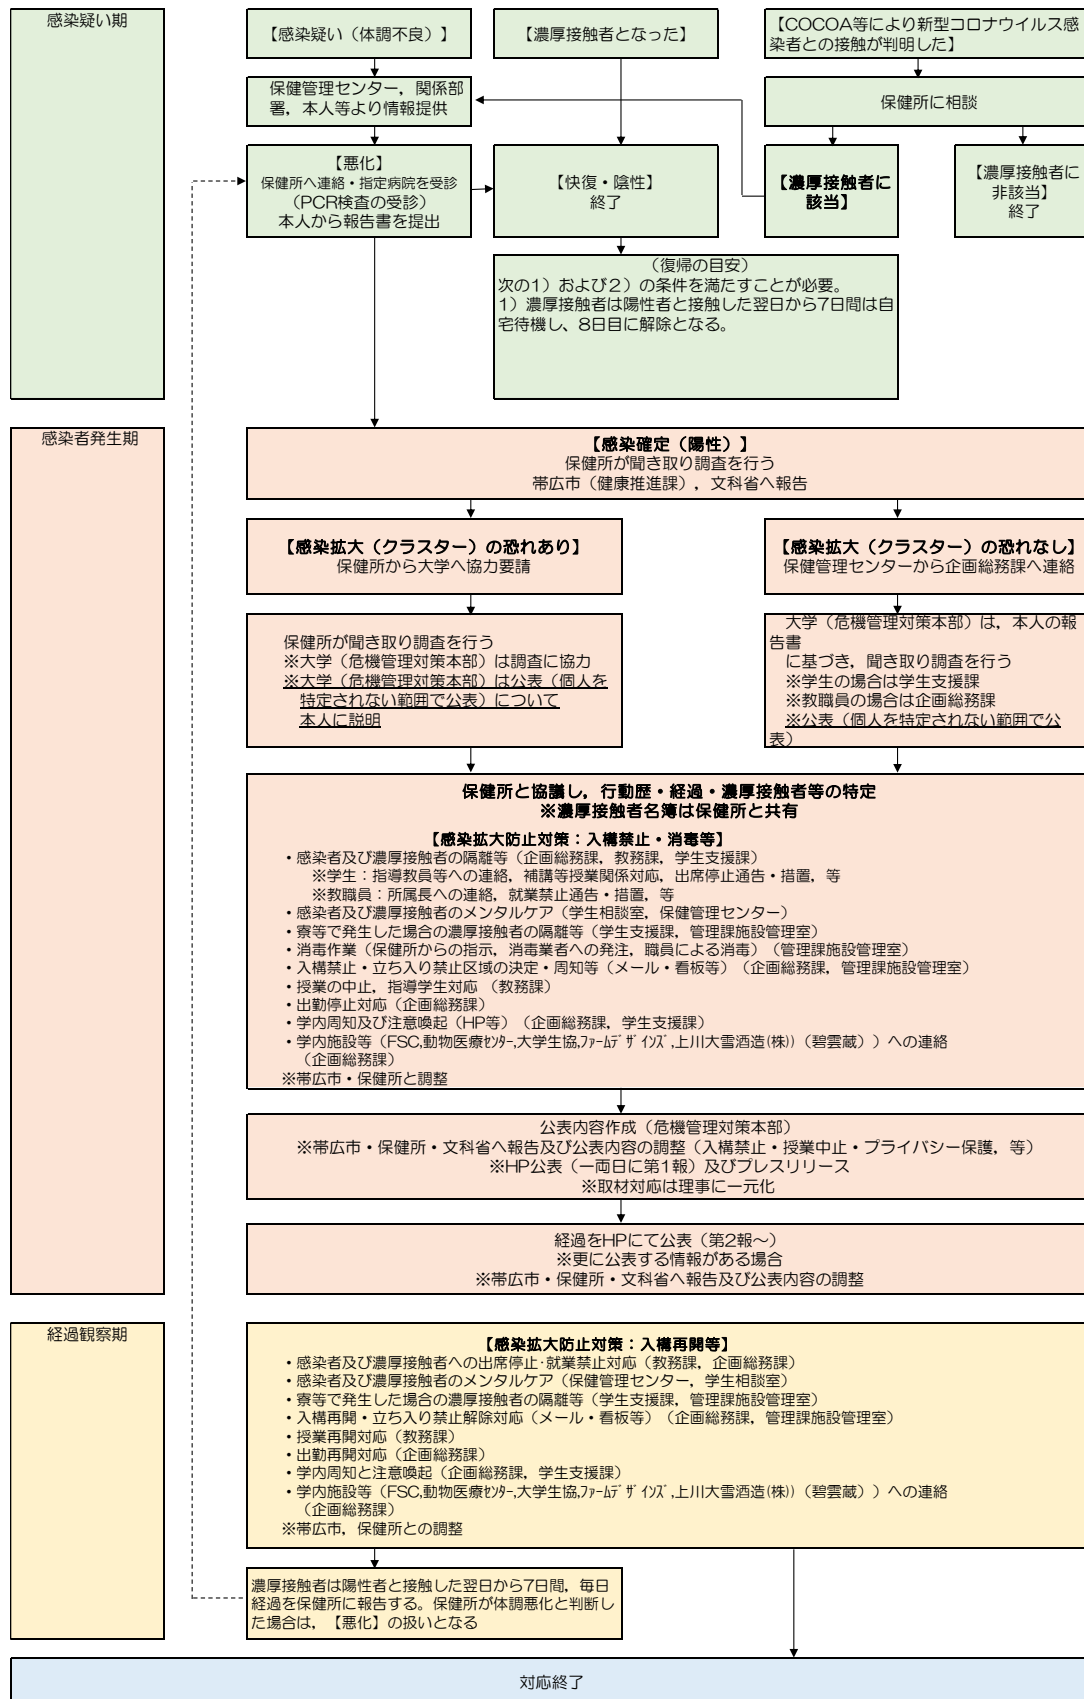 感染疑い期
【感染疑い（体調不良）】
【濃厚接触者となった】
【COCOA等により新型コロナウイルス感
染者との接触が判明した】
保健管理センター，関係部
署，本人等より情報提供
保健所に相談
【悪化】
保健所へ連絡・指定病院を受診
（PCR検査の受診）
本人から報告書を提出
【快復・陰性】
終了
【濃厚接触者に
該当】
【濃厚接触者に
非該当】
終了
（復帰の目安）
次の1）および2）の条件を満たすことが必要。
1）濃厚接触者は陽性者と接触した翌日から7日間は自
宅待機し、8日目に解除となる。
感染者発生期
【感染確定（陽性）】
保健所が聞き取り調査を行う
帯広市（健康推進課），文科省へ報告
【感染拡大（クラスター）の恐れあり】
保健所から大学へ協力要請
【感染拡大（クラスター）の恐れなし】
保健管理センターから企画総務課へ連絡
保健所が聞き取り調査を行う
※大学（危機管理対策本部）は調査に協力
※大学（危機管理対策本部）は公表（個人を
特定されない範囲で公表）について
本人に説明
大学（危機管理対策本部）は，本人の報
告書
に基づき，聞き取り調査を行う
※学生の場合は学生支援課
※教職員の場合は企画総務課
※公表（個人を特定されない範囲で公
表）
保健所と協議し，行動歴・経過・濃厚接触者等の特定
※濃厚接触者名簿は保健所と共有
【感染拡大防止対策：入構禁止・消毒等】
・感染者及び濃厚接触者の隔離等（企画総務課，教務課，学生支援課）
※学生：指導教員等への連絡，補講等授業関係対応，出席停止通告・措置，等
※教職員：所属長への連絡，就業禁止通告・措置，等
・感染者及び濃厚接触者のメンタルケア（学生相談室，保健管理センター）
・寮等で発生した場合の濃厚接触者の隔離等（学生支援課，管理課施設管理室）
・消毒作業（保健所からの指示，消毒業者への発注，職員による消毒）（管理課施設管理室）
・入構禁止・立ち入り禁止区域の決定・周知等（メール・看板等）（企画総務課，管理課施設管理室）
・授業の中止，指導学生対応 （教務課）
・出勤停止対応（企画総務課）
・学内周知及び注意喚起（HP等）（企画総務課，学生支援課）
・学内施設等（FSC,動物医療ｾﾝﾀｰ,大学生協,ﾌｧｰﾑﾃﾞｻﾞｲﾝｽﾞ,上川大雪酒造(株)）（碧雲蔵））への連絡
（企画総務課）
※帯広市・保健所と調整
公表内容作成（危機管理対策本部）
※帯広市・保健所・文科省へ報告及び公表内容の調整（入構禁止・授業中止・プライバシー保護，等）
※HP公表（一両日に第1報）及びプレスリリース
※取材対応は理事に一元化
経過をHPにて公表（第2報～）
※更に公表する情報がある場合
※帯広市・保健所・文科省へ報告及び公表内容の調整
経過観察期
【感染拡大防止対策：入構再開等】
・感染者及び濃厚接触者への出席停止･就業禁止対応（教務課，企画総務課）
・感染者及び濃厚接触者のメンタルケア（保健管理センター，学生相談室）
・寮等で発生した場合の濃厚接触者の隔離等（学生支援課，管理課施設管理室）
・入構再開・立ち入り禁止解除対応（メール・看板等）（企画総務課，管理課施設管理室）
・授業再開対応（教務課）
・出勤再開対応（企画総務課）
・学内周知と注意喚起（企画総務課，学生支援課）
・学内施設等（FSC,動物医療ｾﾝﾀｰ,大学生協,ﾌｧｰﾑﾃﾞｻﾞｲﾝｽﾞ,上川大雪酒造(株)）（碧雲蔵））への連絡
（企画総務課）
※帯広市，保健所との調整
濃厚接触者は陽性者と接触した翌日から7日間，毎日
経過を保健所に報告する。保健所が体調悪化と判断し
た場合は，【悪化】の扱いとなる
対応終了